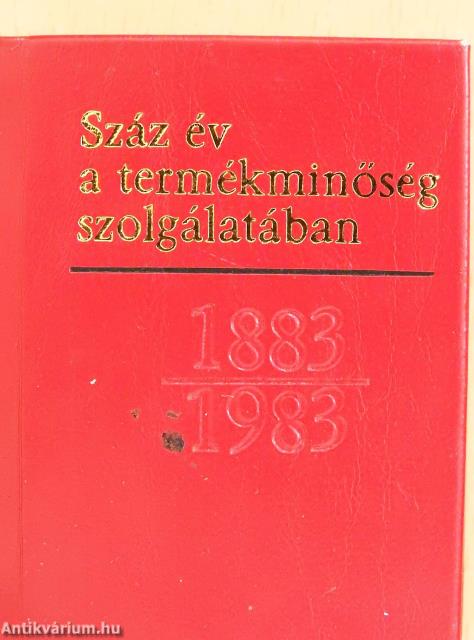 Száz év
a termékminőség
szolgálatában
1883
1983
Antikvárium.hu